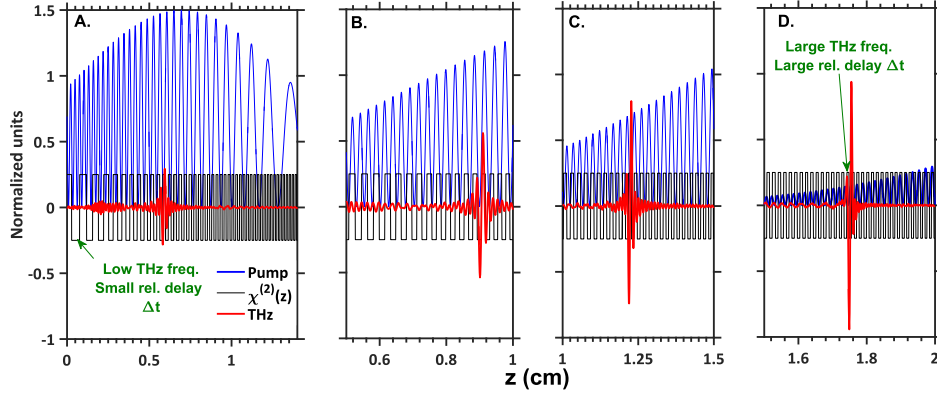 A.
B.
C.
D.
1.5
1
0.5
0
-0.5
-1
Normalized units
Low THz freq.
Small rel. delay
Δt
Pump
χ(2)(z)
THz
Large THz freq.
Large rel. delay Δt
0 0.5 1
0.6 0.8 1
1 1.25 1.5
1.6 1.8 2
z (cm)